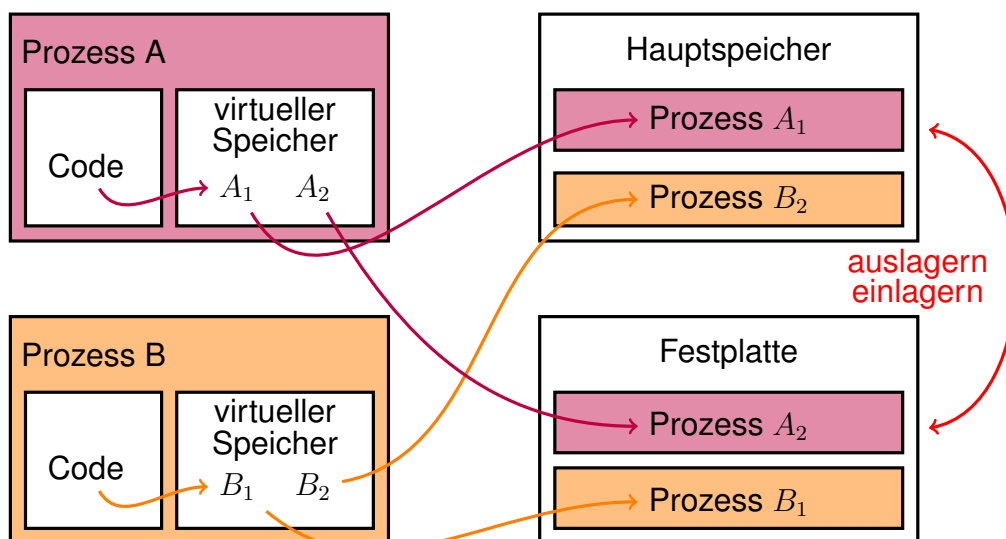 Prozess A
Code
virtueller
Speicher
A₁ A₂
Hauptspeicher
Prozess A₁
Prozess B₂
auslagern
einlagern
Prozess B
Code
virtueller
Speicher
B₁ B₂
Festplatte
Prozess A₂
Prozess B₁